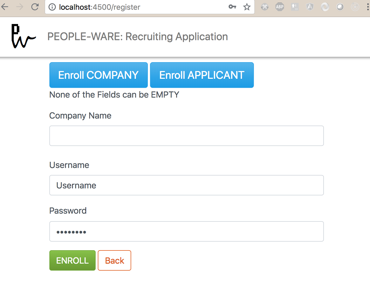 localhost:4500/register
PW
PEOPLE-WARE: Recruiting Application
Enroll COMPANY Enroll APPLICANT
None of the Fields can be EMPTY
Company Name
Username
Username
Password
••••••••
ENROLL Back